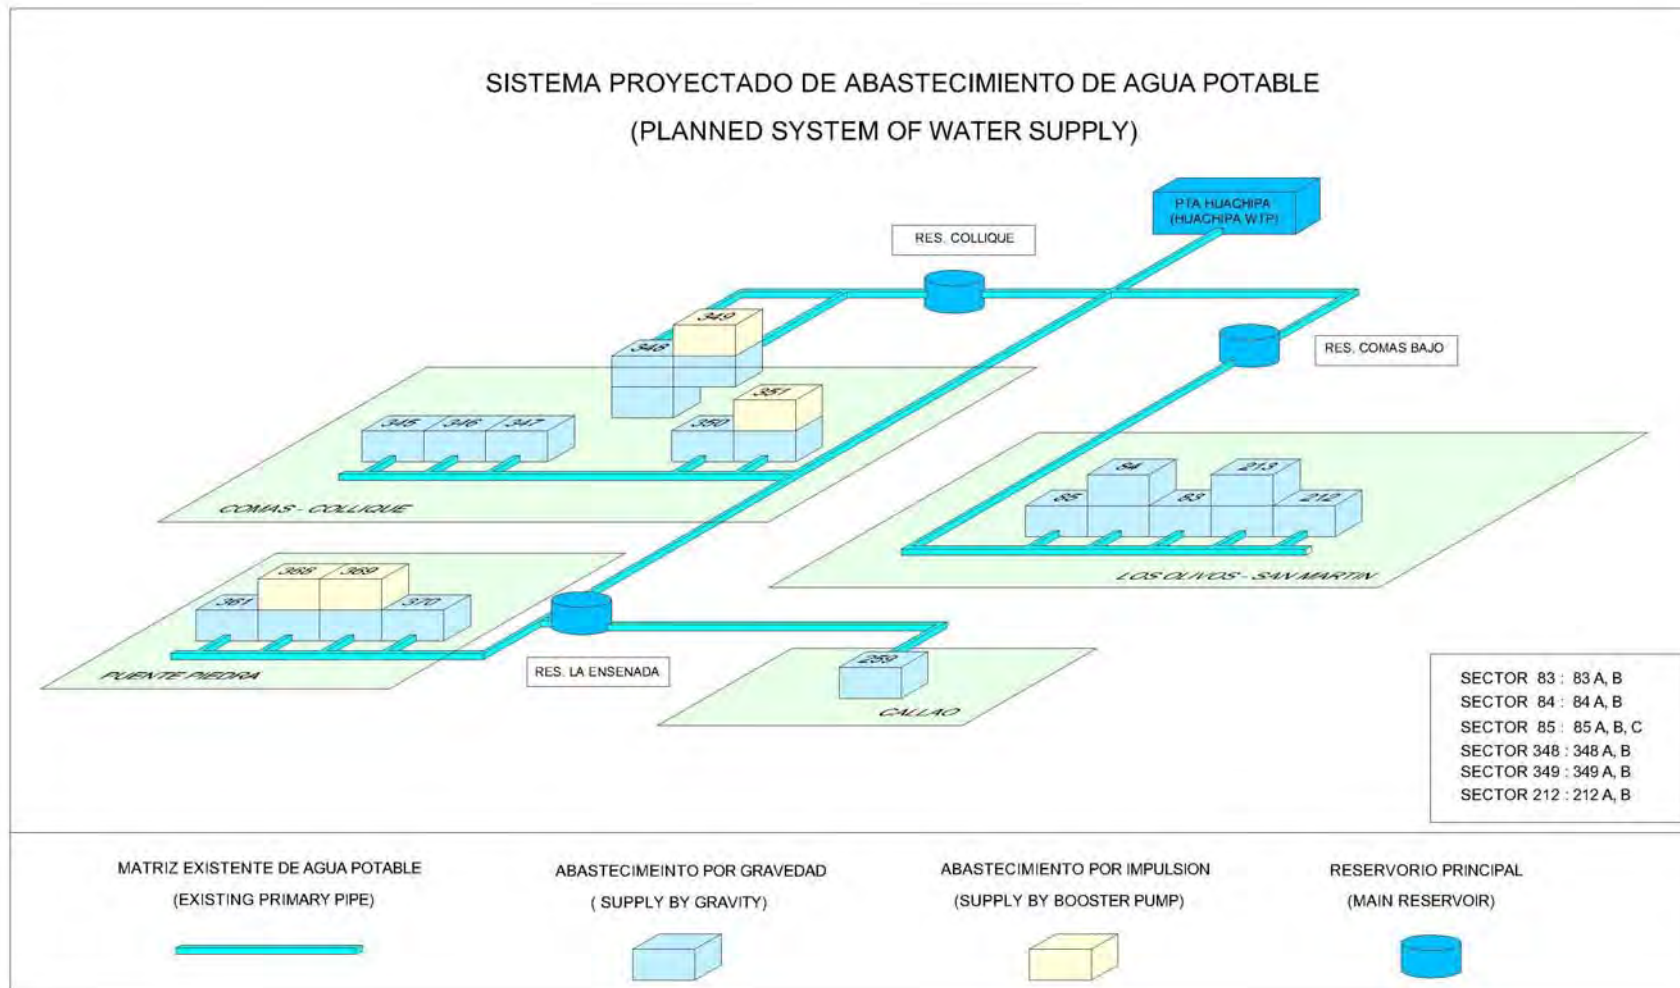 SISTEMA PROYECTADO DE ABASTECIMIENTO DE AGUA POTABLE
(PLANNED SYSTEM OF WATER SUPPLY)
PTA HUACHIPA
(HUACHIPA WTP)
RES. COLLIQUE
RES. COMAS BAJO
349
348
351
345
346
347
350
COMAS - COLLIQUE
84
213
85
83
212
LOS OLIVOS - SAN MARTIN
368
369
361
370
PUENTE PIEDRA
RES. LA ENSENADA
259
CALLAO
SECTOR 83 : 83 A, B
SECTOR 84 : 84 A, B
SECTOR 85 : 85 A, B, C
SECTOR 348 : 348 A, B
SECTOR 349 : 349 A, B
SECTOR 212 : 212 A, B
MATRIZ EXISTENTE DE AGUA POTABLE
(EXISTING PRIMARY PIPE)
ABASTECIMEINTO POR GRAVEDAD
( SUPPLY BY GRAVITY)
ABASTECIMIENTO POR IMPULSION
(SUPPLY BY BOOSTER PUMP)
RESERVORIO PRINCIPAL
(MAIN RESERVOIR)